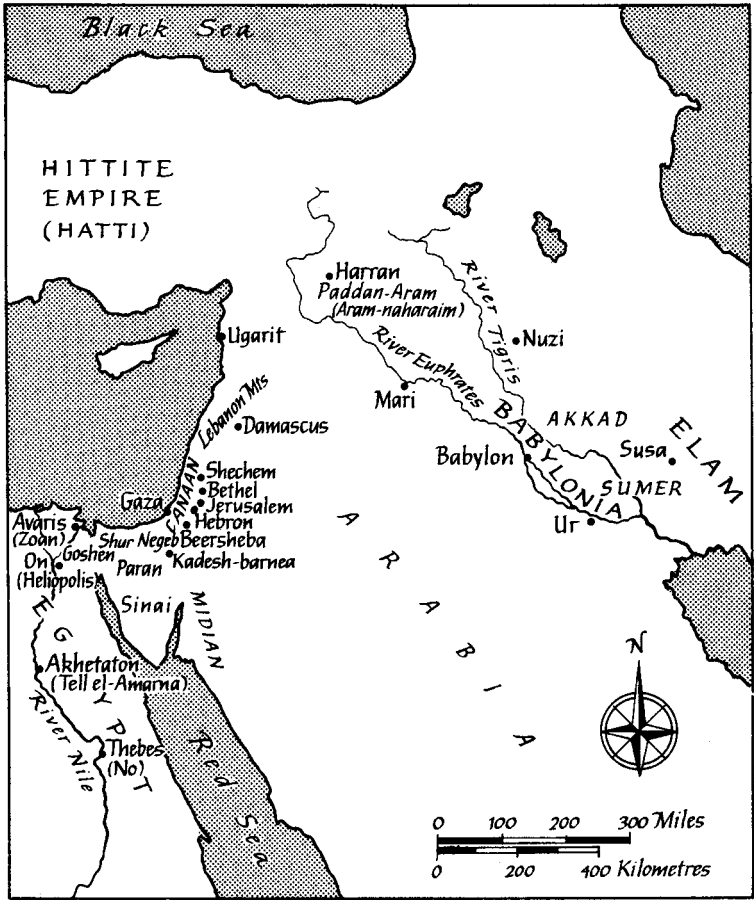 Black Sea
HITTITE
EMPIRE
(HATTI)
Harran
Paddan-Aram
(Aram-naharaim)
River Tigris
Ugarit
River Euphrates
Nuzi
Mari
Lebanon Mts
Damascus
BABYLONIA
AKKAD
ELAM
Babylon
Susa
SUMER
Ur
CANAAN
Shechem
Bethel
Jerusalem
Hebron
Gaza
Avaris
(Zoan)
Shur
Negeb
Beersheba
Goshen
On
(Heliopolis)
Paran
Kadesh-barnea
Sinai
MIDIAN
ARABIA
EGYPT
Akhetaton
(Tell el-Amarna)
River Nile
Thebes
(No)
Red Sea
N
0 100 200 300 Miles
0 200 400 Kilometres